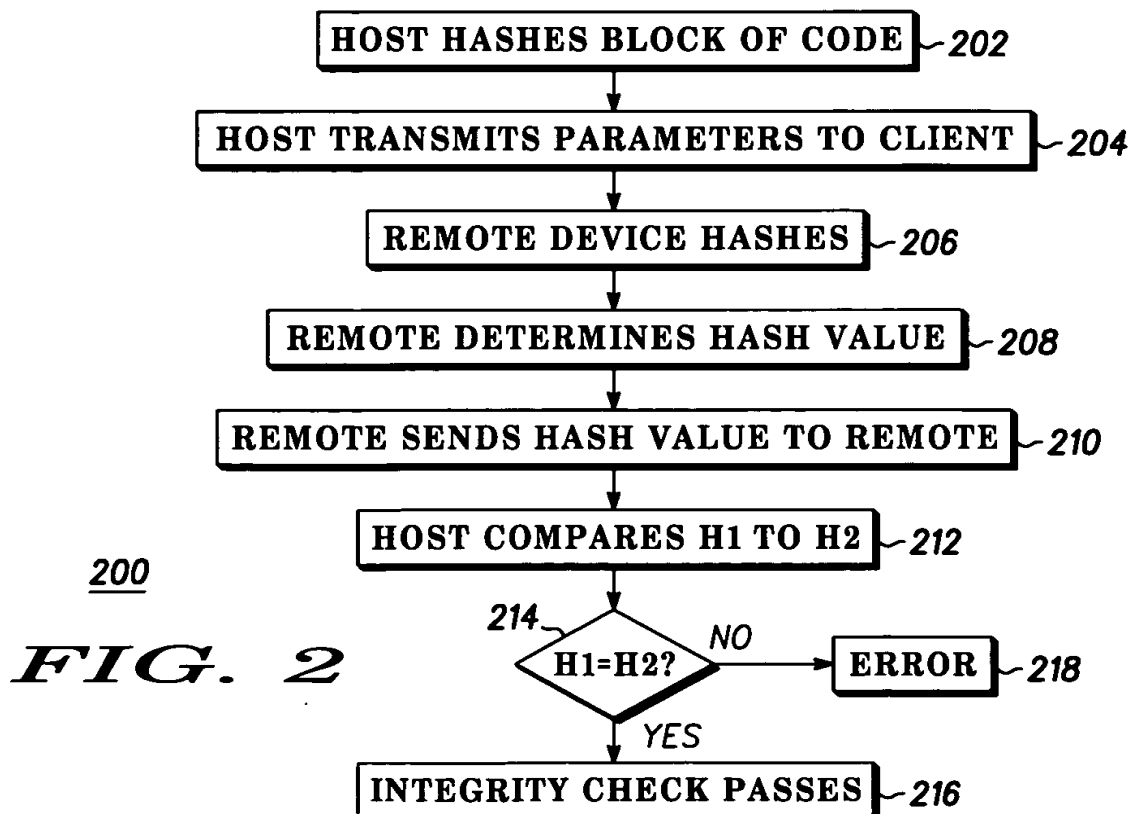 HOST HASHES BLOCK OF CODE 202
HOST TRANSMITS PARAMETERS TO CLIENT 204
REMOTE DEVICE HASHES 206
REMOTE DETERMINES HASH VALUE 208
REMOTE SENDS HASH VALUE TO REMOTE 210
HOST COMPARES H1 TO H2 212
200
FIG. 2
214
H1=H2?
NO
ERROR 218
YES
INTEGRITY CHECK PASSES 216